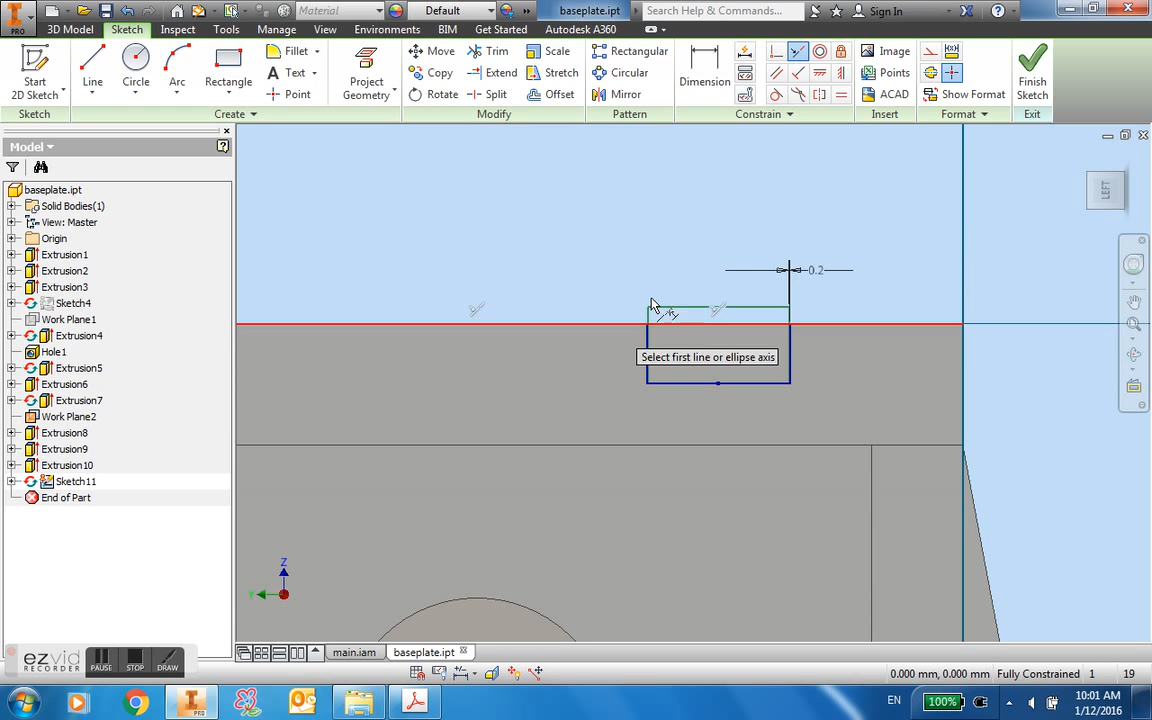 Material
Default
baseplate.ipt
Search Help & Commands...
Sign In
PRO
3D Model
Sketch
Inspect
Tools
Manage
View
Environments
BIM
Get Started
Autodesk A360
Start
2D Sketch
Line
Circle
Arc
Rectangle
Fillet
Text
Point
Project
Geometry
Move
Copy
Rotate
Trim
Extend
Split
Scale
Stretch
Offset
Rectangular
Circular
Mirror
Dimension
Image
Points
ACAD
Show Format
Finish
Sketch
Sketch
Create
Modify
Pattern
Constrain
Insert
Format
Exit
Model
baseplate.ipt
Solid Bodies(1)
View: Master
Origin
Extrusion1
Extrusion2
Extrusion3
Sketch4
Work Plane1
Extrusion4
Hole1
Extrusion5
Extrusion6
Extrusion7
Work Plane2
Extrusion8
Extrusion9
Extrusion10
Sketch11
End of Part
LEFT
0.2
Select first line or ellipse axis
Z
Y
main.iam
baseplate.ipt
ezvid
RECORDER
PAUSE
STOP
DRAW
0.000 mm, 0.000 mm
Fully Constrained
1
19
PRO
EN
100%
10:01 AM
1/12/2016